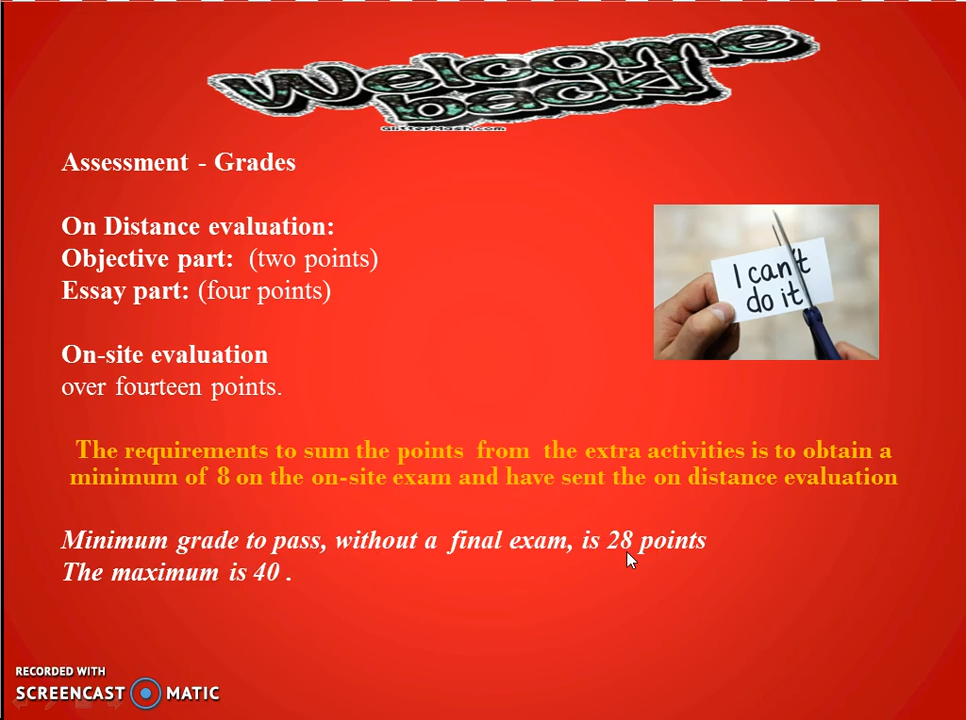 Welcome
back!
GlitterMash.com
Assessment - Grades
On Distance evaluation:
Objective part: (two points)
Essay part: (four points)
I can't
do it
On-site evaluation
over fourteen points.
The requirements to sum the points from the extra activities is to obtain a
minimum of 8 on the on-site exam and have sent the on distance evaluation
Minimum grade to pass, without a final exam, is 28 points
The maximum is 40 .
RECORDED WITH
SCREENCAST MATIC